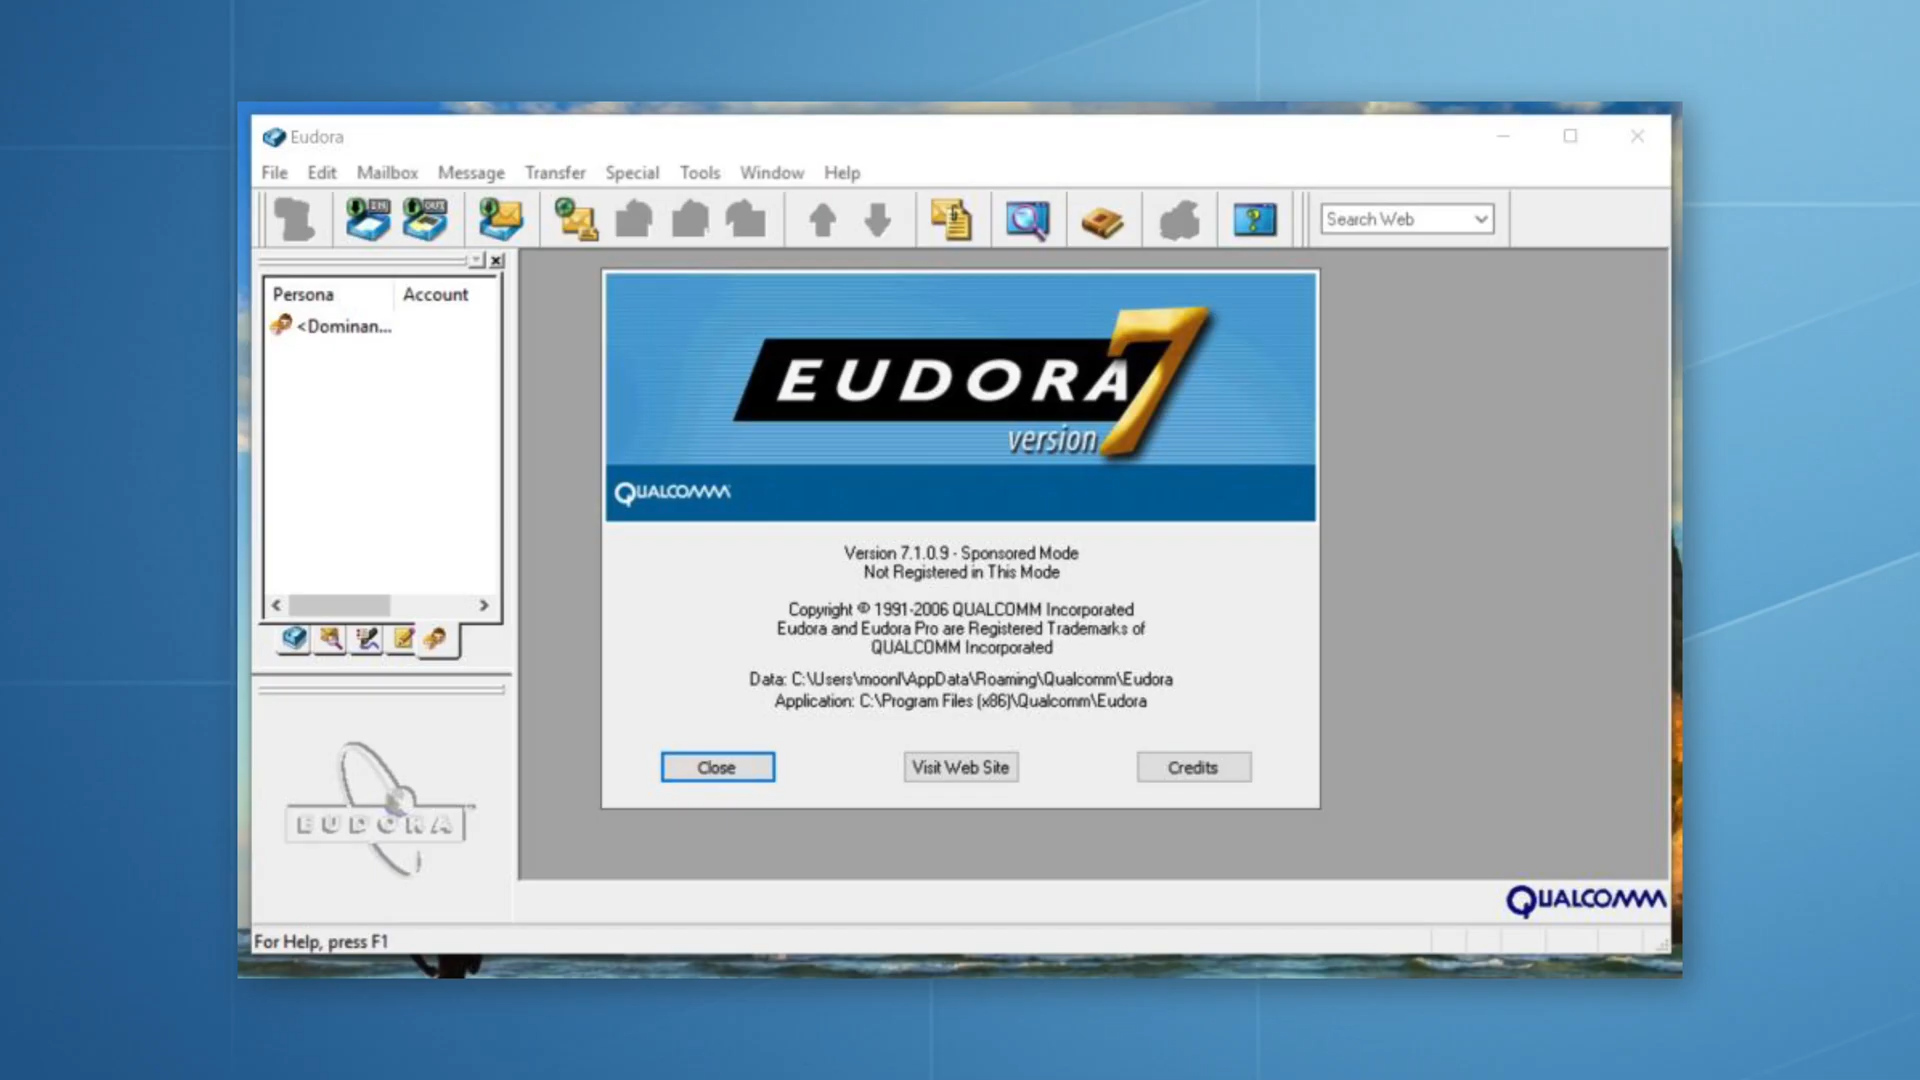 Eudora
File Edit Mailbox Message Transfer Special Tools Window Help
IN OUT
Search Web
Persona Account
<Dominan...
EUDORA 7
version
QUALCOMM
Version 7.1.0.9 - Sponsored Mode
Not Registered in This Mode
Copyright © 1991-2006 QUALCOMM Incorporated
Eudora and Eudora Pro are Registered Trademarks of
QUALCOMM Incorporated
Data: C:\Users\moonl\AppData\Roaming\Qualcomm\Eudora
Application: C:\Program Files (x86)\Qualcomm\Eudora
Close Visit Web Site Credits
EUDORA
QUALCOMM
For Help, press F1